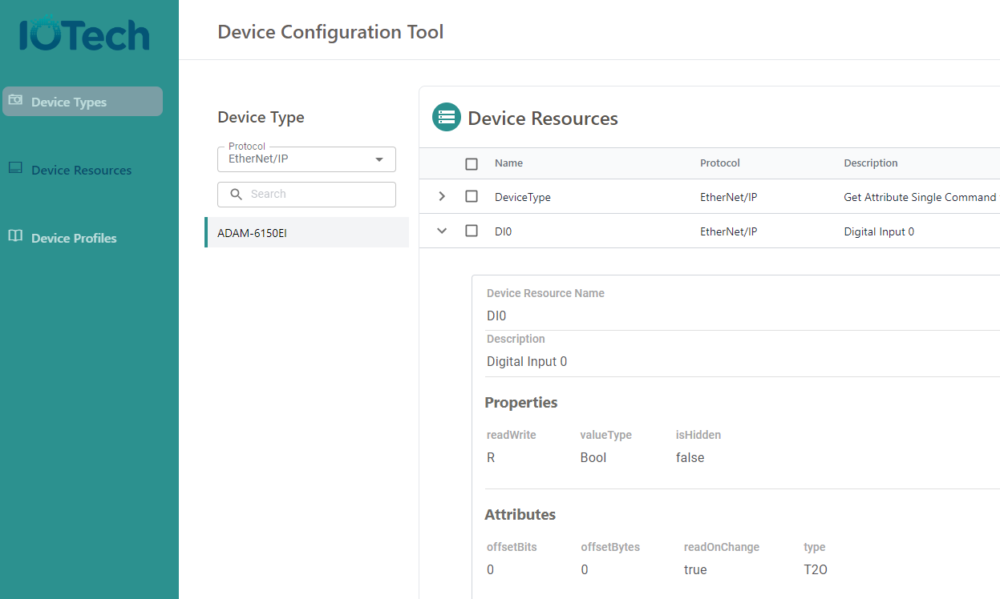 IOTech
Device Configuration Tool
Device Types
Device Resources
Device Profiles
Device Type
Protocol
EtherNet/IP
Search
ADAM-6150EI
Device Resources
Name Protocol Description
DeviceType EtherNet/IP Get Attribute Single Command
DI0 EtherNet/IP Digital Input 0
Device Resource Name
DI0
Description
Digital Input 0
Properties
readWrite valueType isHidden
R Bool false
Attributes
offsetBits offsetBytes readOnChange type
0 0 true T2O